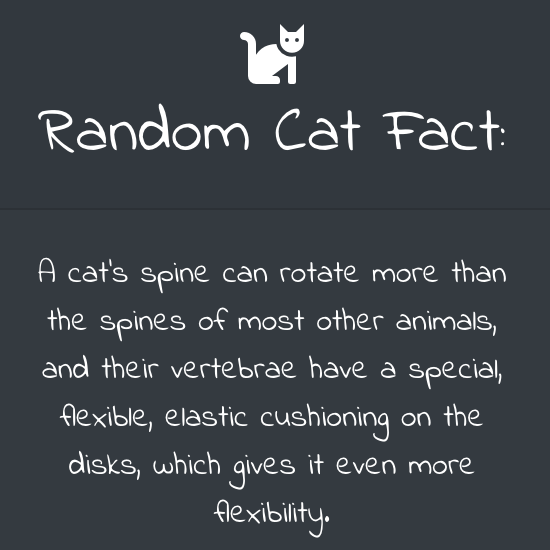 Random Cat Fact:
A cat's spine can rotate more than
the spines of most other animals,
and their vertebrae have a special,
flexible, elastic cushioning on the
disks, which gives it even more
flexibility.